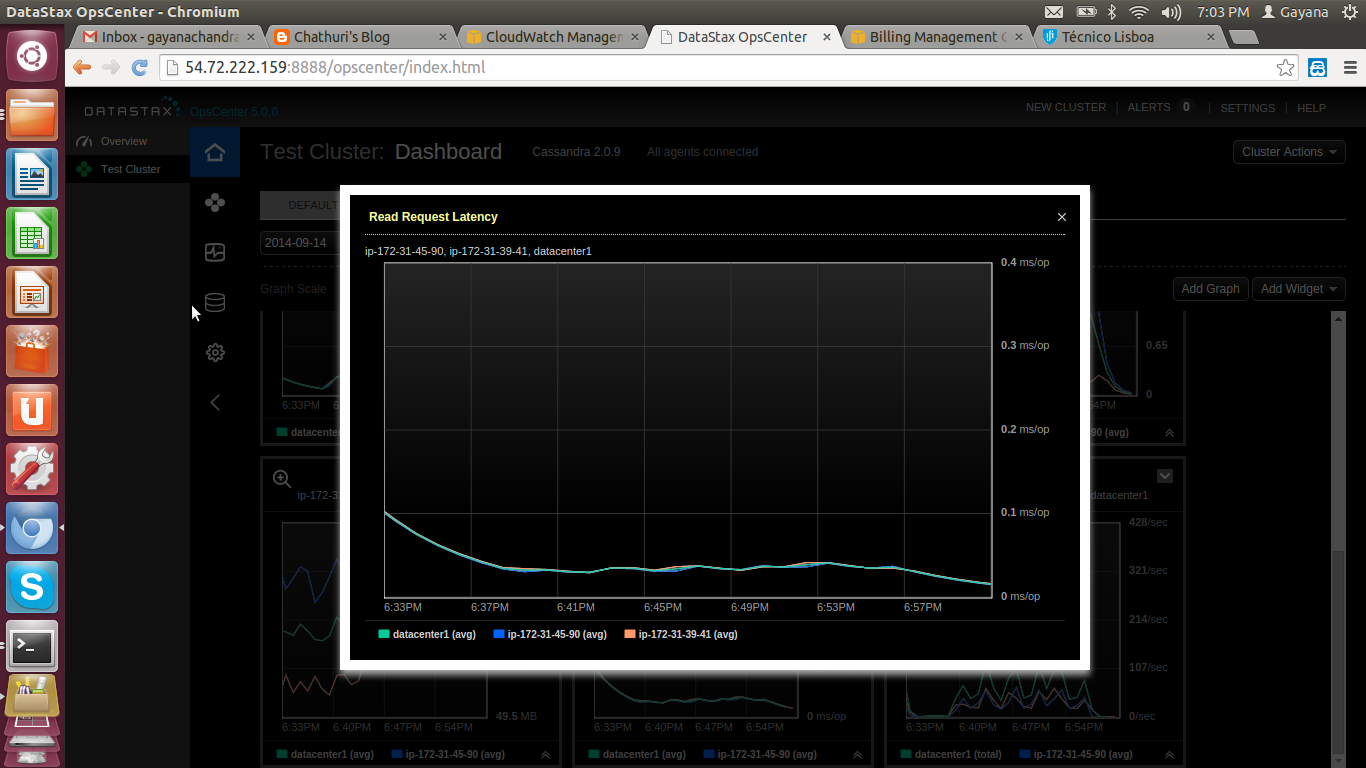 DataStax OpsCenter - Chromium
7:03 PM Gayana
Inbox - gayanachandra
Chathuri's Blog
CloudWatch Managem
DataStax OpsCenter
Billing Management C
Técnico Lisboa
54.72.222.159:8888/opscenter/index.html
DATASTAX OpsCenter 5.0.0
NEW CLUSTER | ALERTS 0 | SETTINGS | HELP
Overview
Test Cluster
Test Cluster: Dashboard Cassandra 2.0.9 All agents connected
Cluster Actions
DEFAULT
2014-09-14
Graph Scale
Add Graph
Add Widget
Read Request Latency
ip-172-31-45-90, ip-172-31-39-41, datacenter1
0.4 ms/op
0.3 ms/op
0.2 ms/op
0.1 ms/op
0 ms/op
6:33PM 6:37PM 6:41PM 6:45PM 6:49PM 6:53PM 6:57PM
datacenter1 (avg) ip-172-31-45-90 (avg) ip-172-31-39-41 (avg)
0.65
0
6:33PM
54PM
datacenter
90 (avg)
ip-172-3
datacenter1
428/sec
321/sec
214/sec
107/sec
0/sec
49.5 MB
0 ms/op
6:33PM 6:40PM 6:47PM 6:54PM
6:33PM 6:40PM 6:47PM 6:54PM
6:33PM 6:40PM 6:47PM 6:54PM
datacenter1 (avg) ip-172-31-45-90 (avg)
datacenter1 (avg) ip-172-31-45-90 (avg)
datacenter1 (total) ip-172-31-45-90 (avg)